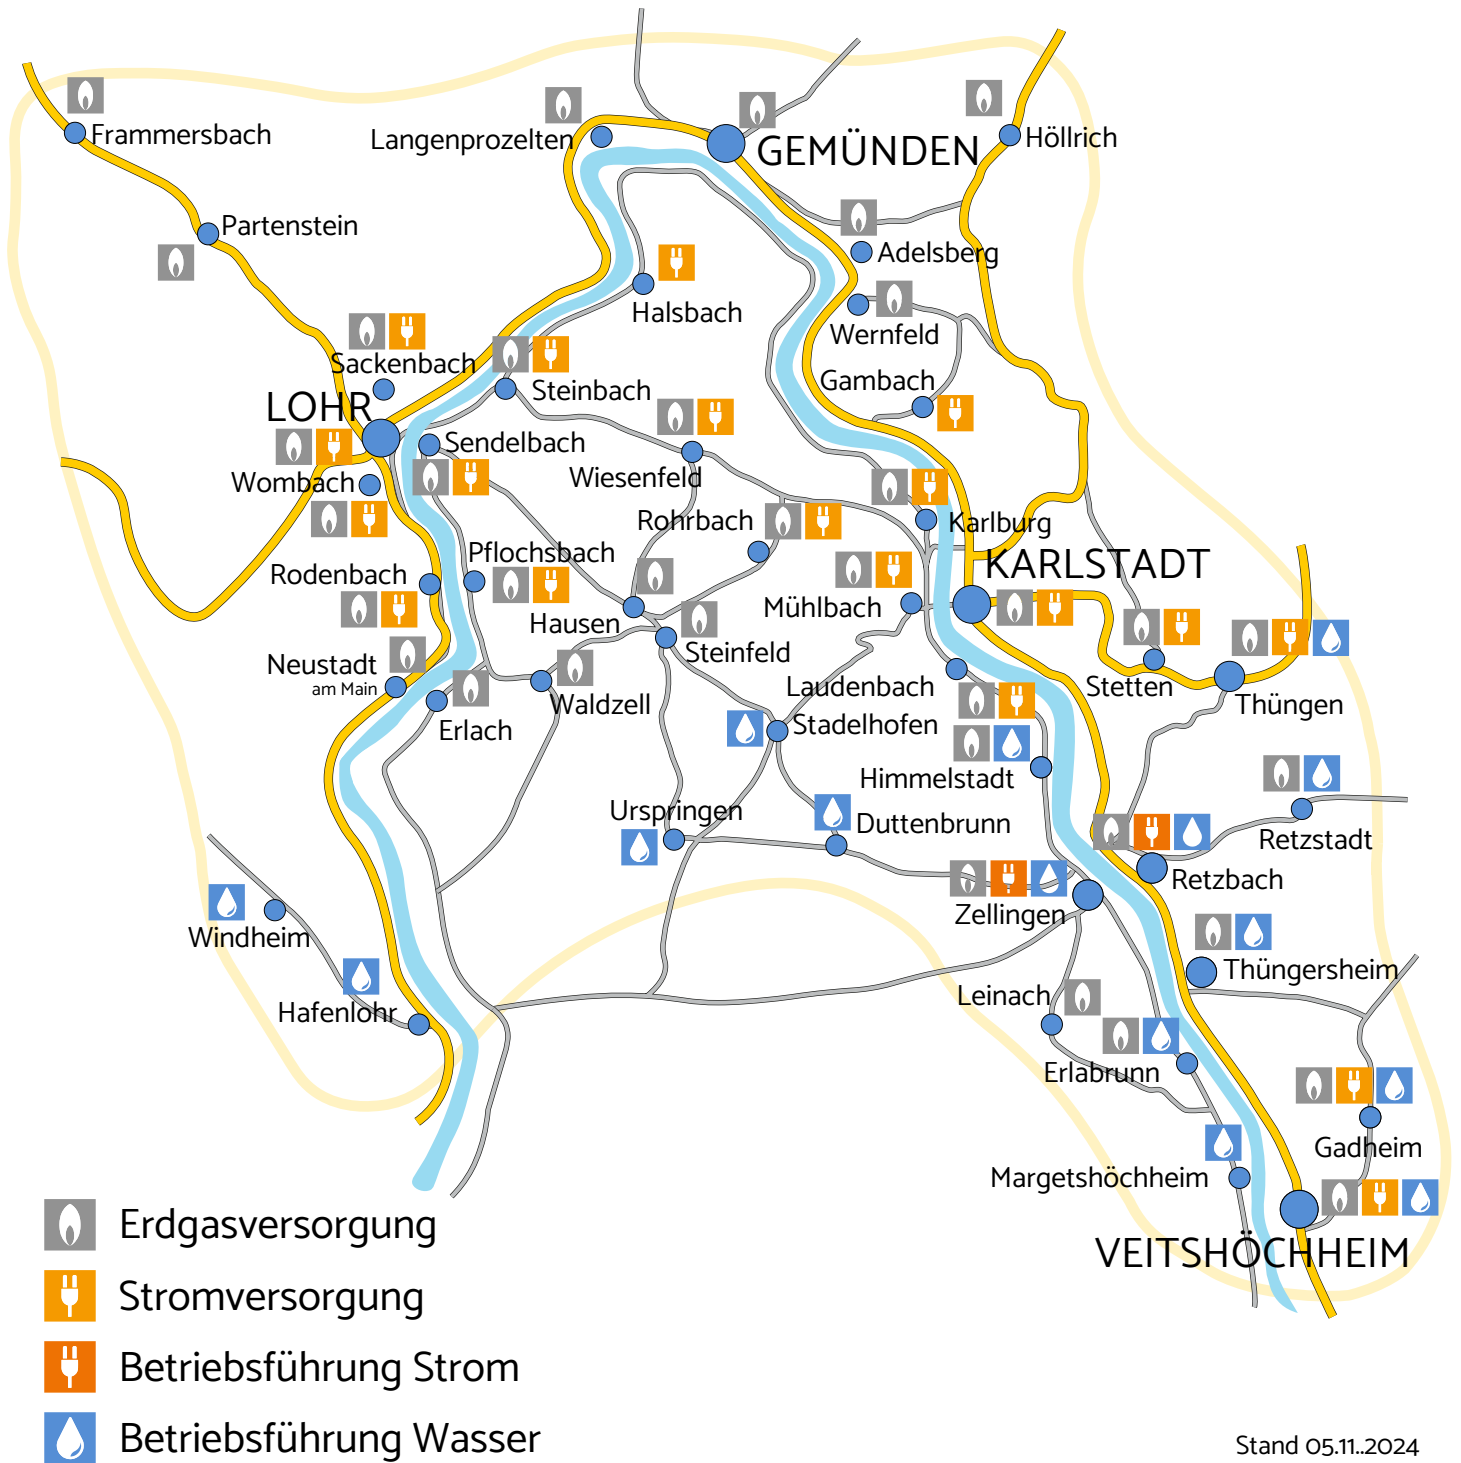 Frammersbach
Langenprozelten
GEMÜNDEN
Höllrich
Partenstein
Adelsberg
Halsbach
Wernfeld
Sackenbach
Gambach
Steinbach
LOHR
Sendelbach
Wiesenfeld
Wombach
Rohrbach
Karlburg
Pflochsbach
KARLSTADT
Rodenbach
Hausen
Mühlbach
Steinfeld
Neustadt
am Main
Laudenbach
Stetten
Waldzell
Thüngen
Erlach
Stadelhofen
Himmelstadt
Urspringen
Duttenbrunn
Retzstadt
Retzbach
Zellingen
Windheim
Thüngersheim
Leinach
Hafenlohr
Erlabrunn
Gadheim
Margetshöchheim
VEITSHÖCHHEIM
Erdgasversorgung
Stromversorgung
Betriebsführung Strom
Betriebsführung Wasser
Stand 05.11..2024